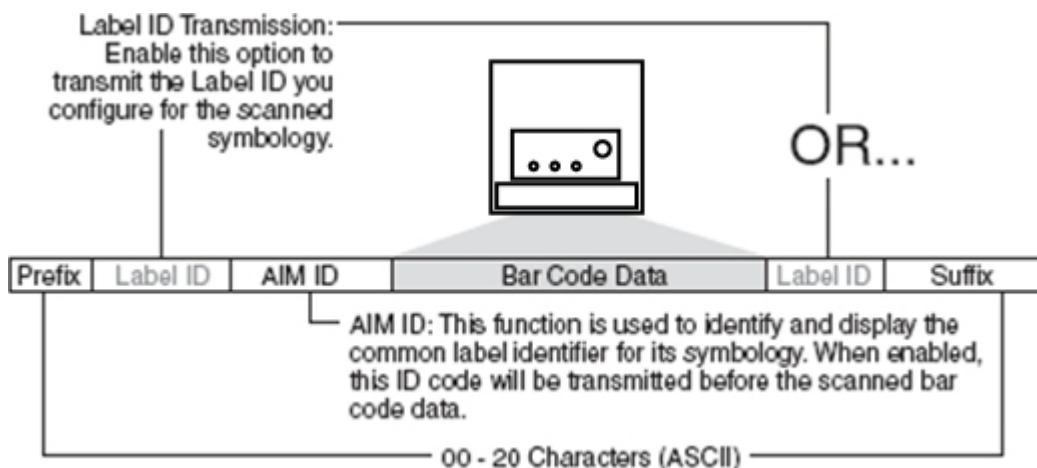 Label ID Transmission:
Enable this option to
transmit the Label ID you
configure for the scanned
symbology.
OR...
Prefix Label ID AIM ID Bar Code Data Label ID Suffix
AIM ID: This function is used to identify and display the
common label identifier for its symbology. When enabled,
this ID code will be transmitted before the scanned bar
code data.
00 - 20 Characters (ASCII)